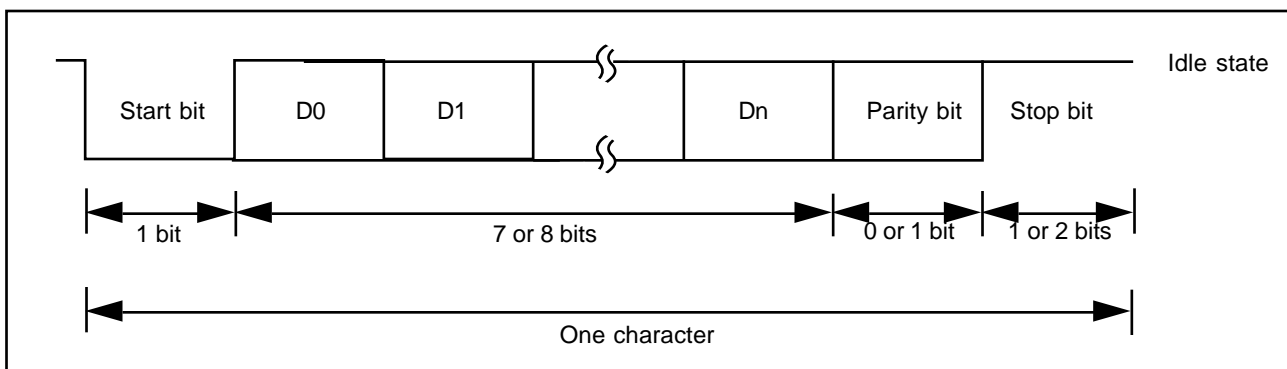 Idle state
Start bit D0 D1 Dn Parity bit Stop bit
1 bit 7 or 8 bits 0 or 1 bit 1 or 2 bits
One character